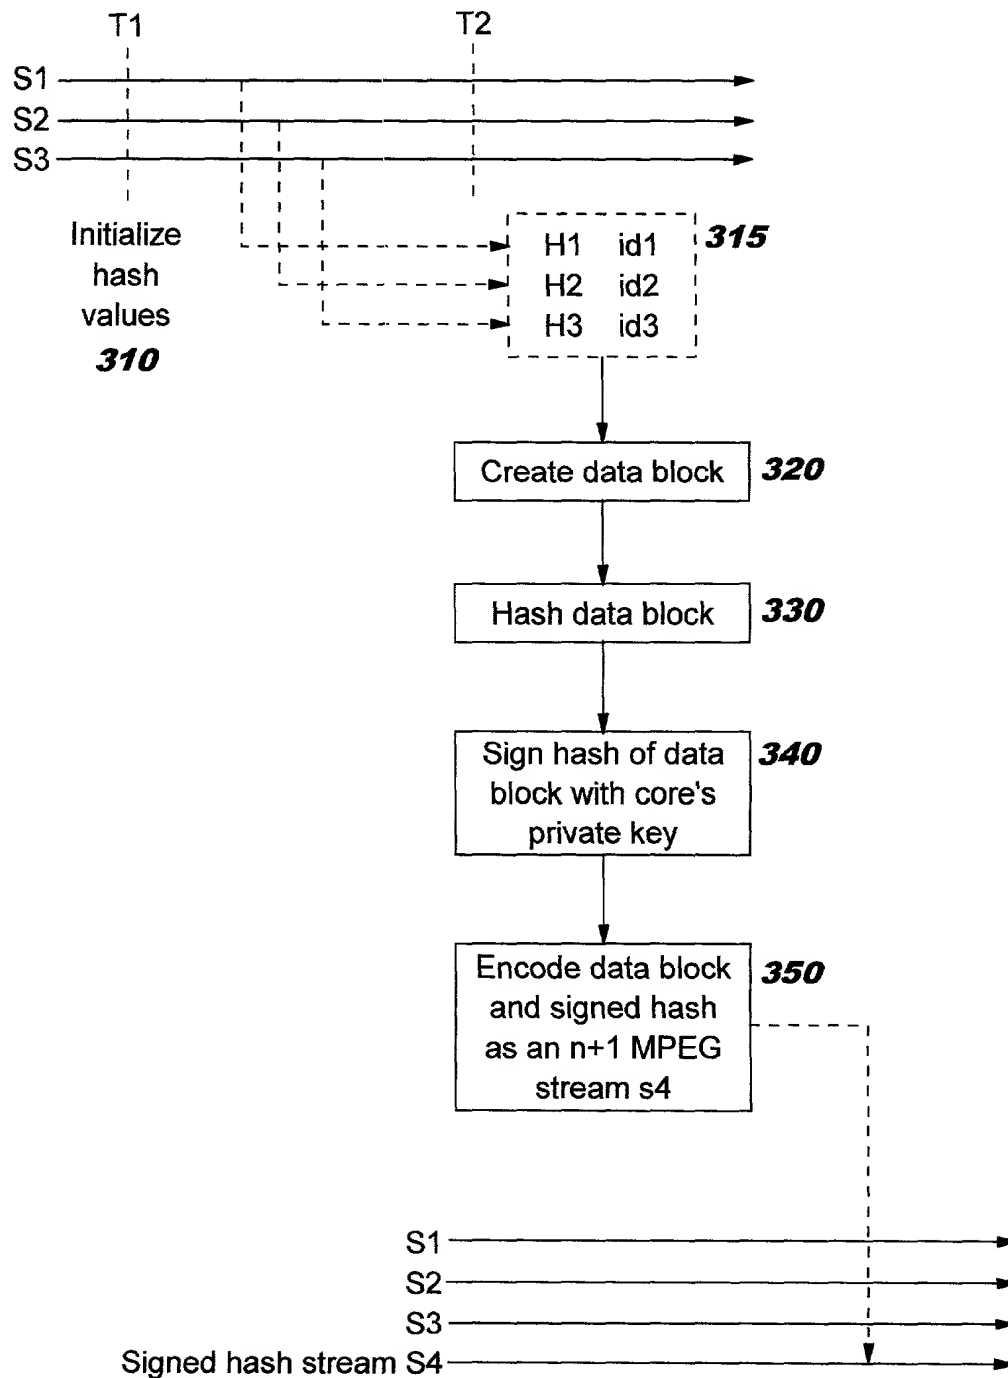 T1 T2
S1
S2
S3
Initialize
hash
values
310
H1 id1 315
H2 id2
H3 id3
Create data block 320
Hash data block 330
Sign hash of data 340
block with core's
private key
Encode data block 350
and signed hash
as an n+1 MPEG
stream s4
S1
S2
S3
Signed hash stream S4